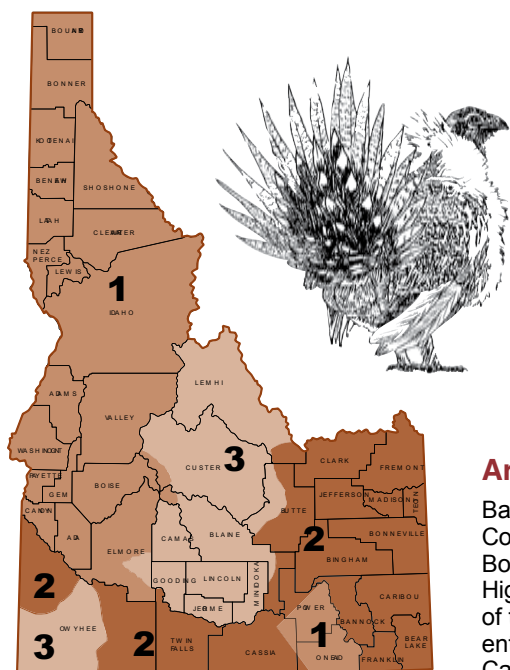 BOUNARD
BONNER
KOOTENAI
BENEWAH
SHOSHONE
LATAH
CLEARWATER
NEZ
PERCE
LEWIS
1
IDAHO
LEMHI
ADAMS
VALLEY
WASHINGTON
CUSTER
3
CLARK
FREMONT
PAYETTE
GEM
BOISE
JEFFERSON
MADISON
TETON
CANYON
BUTTE
ADA
ELMORE
CAMAS
BLAINE
2
BONNEVILLE
BINGHAM
2
GOODING
LINCOLN
MINIDOKA
CARIBOU
JEROME
POWER
BANNOCK
OWYHEE
3
2
TWIN
FALLS
CASSIA
1
ONEIDA
BEAR
LAKE
FRANKLIN
Ar
Ba
Co
Bo
Hig
of t
ent
Ca